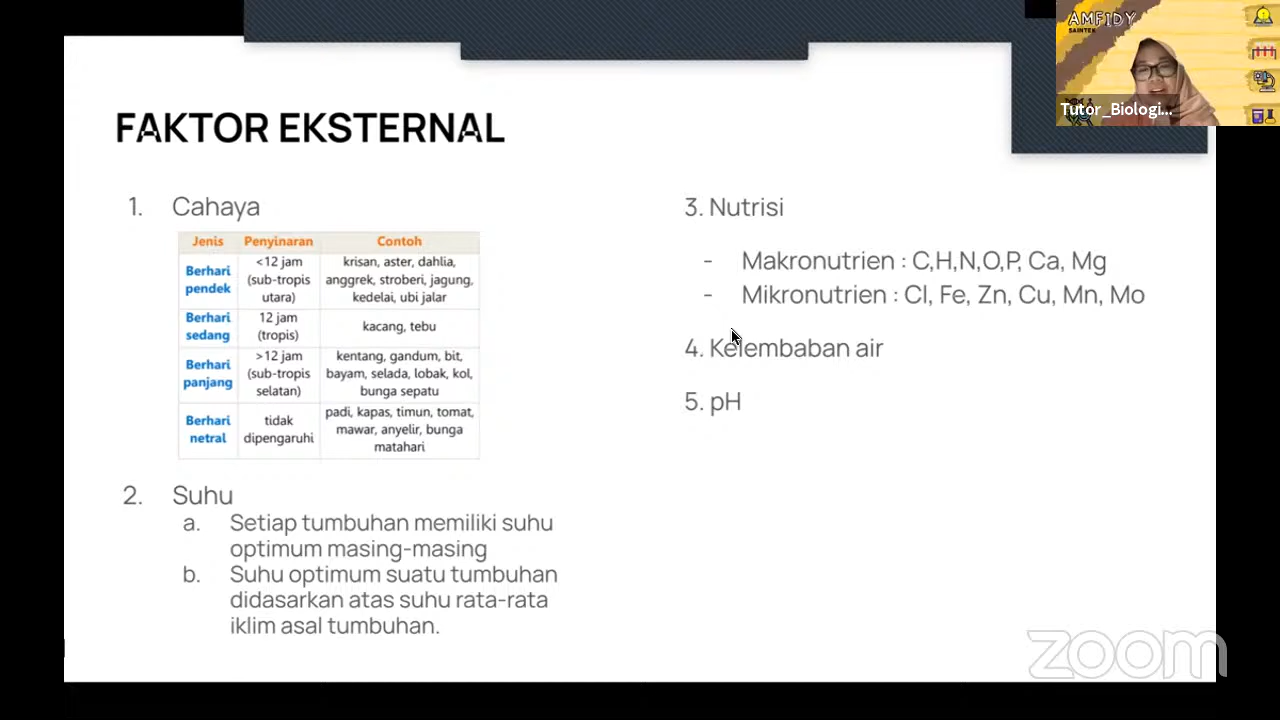 AMFIDY
SAINTEK
Tutor_Biologi...
FAKTOR EKSTERNAL
1. Cahaya
Jenis Penyinaran Contoh
Berhari pendek <12 jam (sub-tropis utara) krisan, aster, dahlia, anggrek, stroberi, jagung, kedelai, ubi jalar
Berhari sedang 12 jam (tropis) kacang, tebu
Berhari panjang >12 jam (sub-tropis selatan) kentang, gandum, bit, bayam, selada, lobak, kol, bunga sepatu
Berhari netral tidak dipengaruhi padi, kapas, timun, tomat, mawar, anyelir, bunga matahari
2. Suhu
a. Setiap tumbuhan memiliki suhu
optimum masing-masing
b. Suhu optimum suatu tumbuhan
didasarkan atas suhu rata-rata
iklim asal tumbuhan.
3. Nutrisi
- Makronutrien : C,H,N,O,P, Ca, Mg
- Mikronutrien : Cl, Fe, Zn, Cu, Mn, Mo
4. Kelembaban air
5. pH
zoom